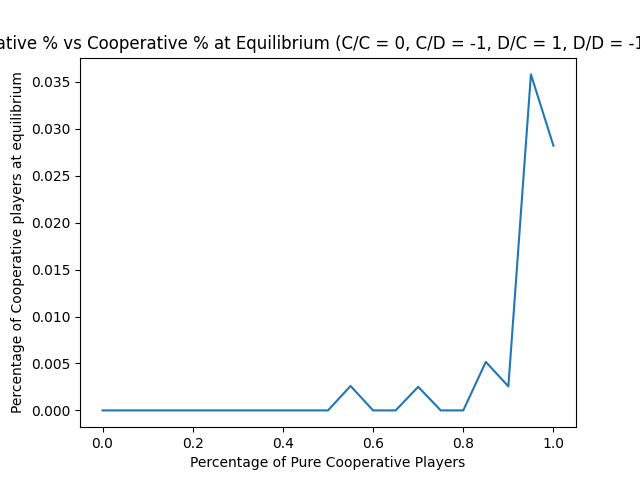 ative % vs Cooperative % at Equilibrium (C/C = 0, C/D = -1, D/C = 1, D/D = -1
Percentage of Cooperative players at equilibrium
0.035
0.030
0.025
0.020
0.015
0.010
0.005
0.000
0.0 0.2 0.4 0.6 0.8 1.0
Percentage of Pure Cooperative Players